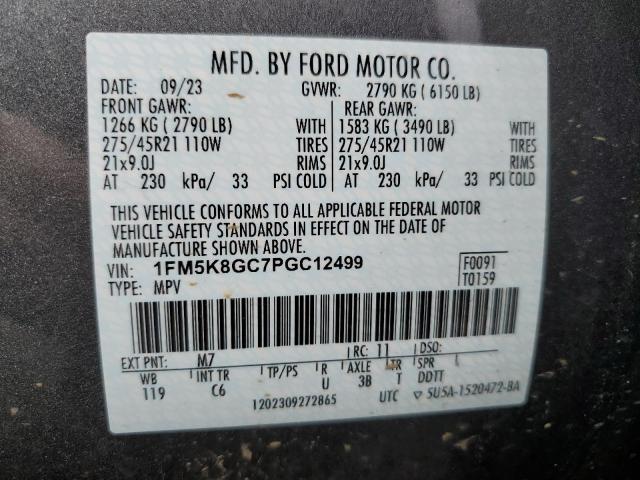 MFD. BY FORD MOTOR CO.
DATE: 09/23 GVWR: 2790 KG ( 6150 LB)
FRONT GAWR: REAR GAWR:
1266 KG ( 2790 LB) WITH 1583 KG ( 3490 LB) WITH
275/45R21 110W TIRES 275/45R21 110W TIRES
21x9.0J RIMS 21x9.0J RIMS
AT 230 kPa/ 33 PSI COLD AT 230 kPa/ 33 PSI COLD
THIS VEHICLE CONFORMS TO ALL APPLICABLE FEDERAL MOTOR
VEHICLE SAFETY STANDARDS IN EFFECT ON THE DATE OF
MANUFACTURE SHOWN ABOVE.
VIN: 1FM5K8GC7PGC12499 F0091
TYPE: MPV T0159
EXT PNT: M7 RC: 11 DSO:
WB INT TR TP/PS R AXLE TR SPR
119 C6 U 3B T DDTT
1202309272865 UTC ▽ 5U5A-1520472-BA